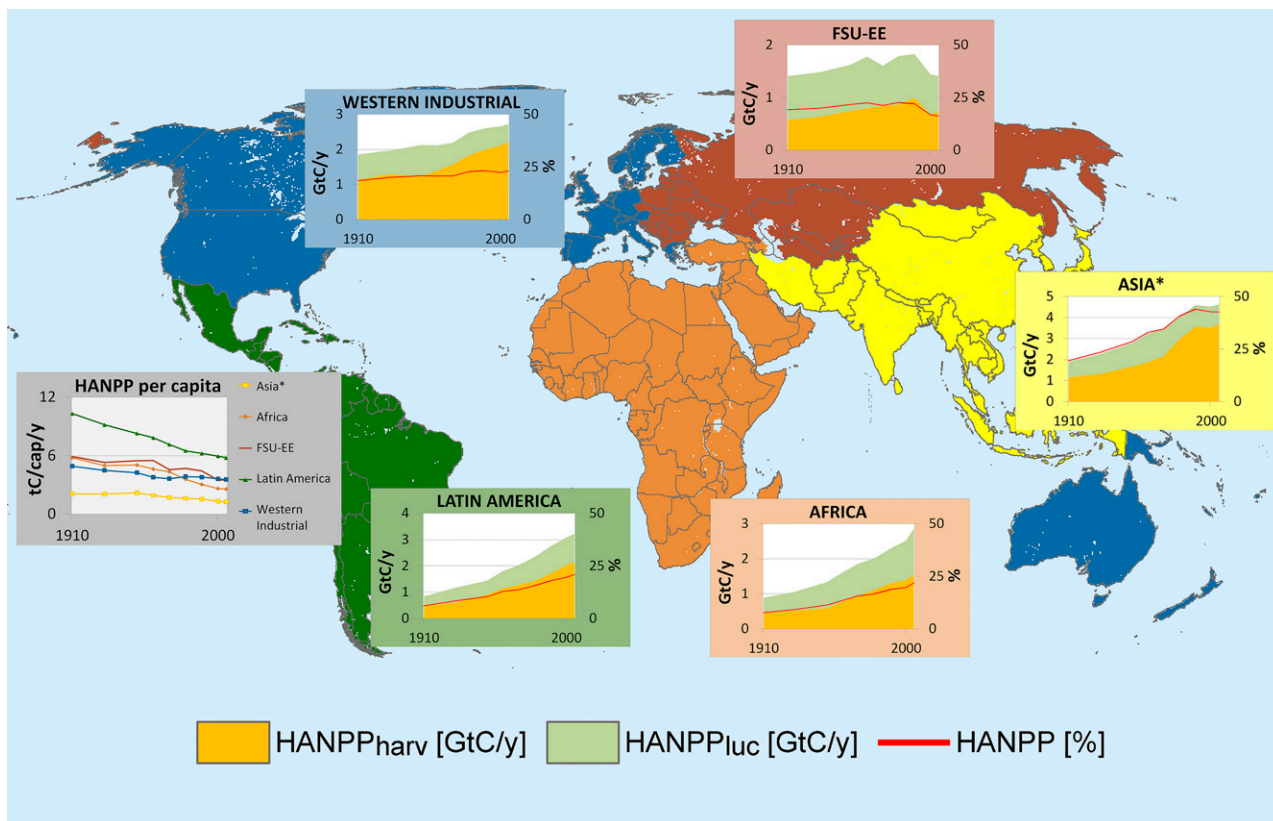 FSU-EE
2
1
0
GtC/y
50
25
0
%
1910
2000
WESTERN INDUSTRIAL
3
2
1
0
GtC/y
50
25
0
%
1910
2000
ASIA*
5
4
3
2
1
0
GtC/y
50
25
0
%
1910
2000
HANPP per capita
12
6
0
tC/cap/y
1910
2000
Asia*
Africa
FSU-EE
Latin America
Western
Industrial
LATIN AMERICA
4
3
2
1
0
GtC/y
50
25
0
%
1910
2000
AFRICA
3
2
1
0
GtC/y
50
25
0
%
1910
2000
HANPPharv [GtC/y]
HANPPluc [GtC/y]
HANPP [%]